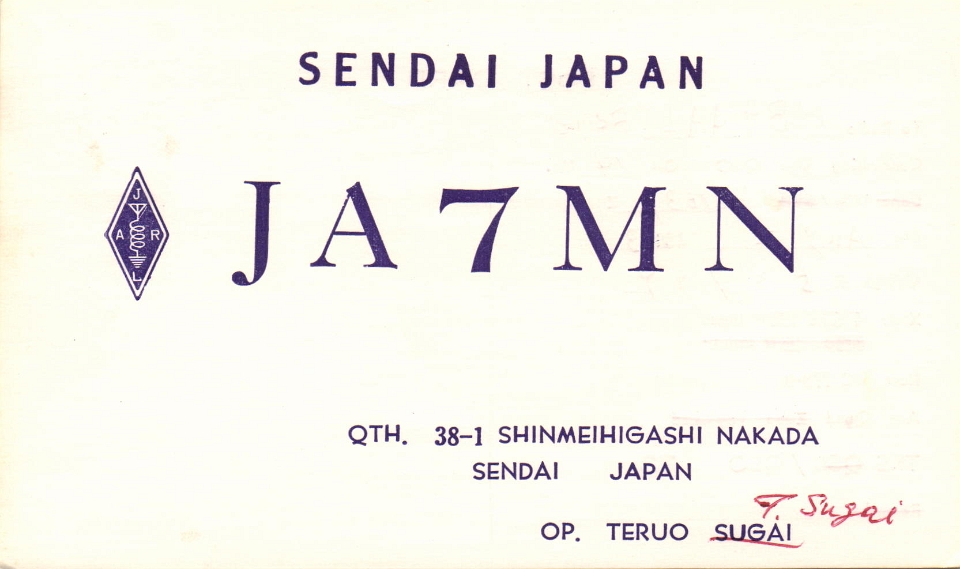 SENDAI JAPAN
J
A R
L
JA7MN
QTH. 38-1 SHINMEIHIGASHI NAKADA
SENDAI JAPAN
T. Sugai
OP. TERUO SUGAI